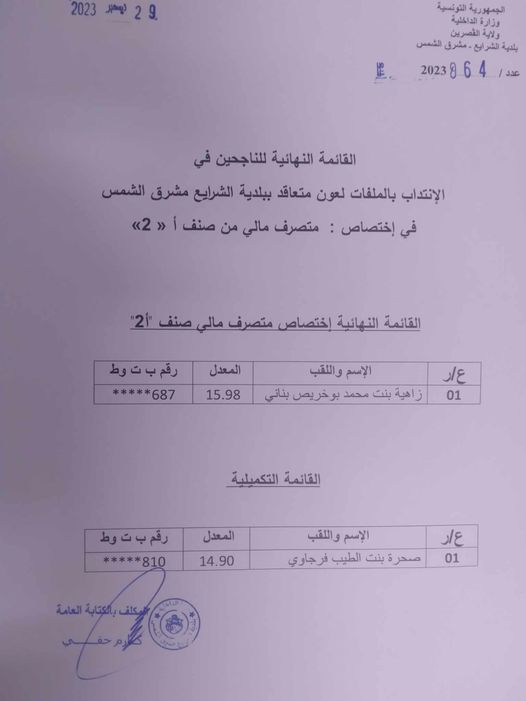 الجمهورية التونسية
وزارة الداخلية
ولاية القصرين
بلدية الشرايع - مشرق الشمس
29 ديسمبر 2023
عدد / 864 2023
القائمة النهائية للناجحين في
الإنتداب بالملفات لعون متعاقد ببلدية الشرايع مشرق الشمس
في إختصاص : متصرف مالي من صنف أ « 2»
القائمة النهائية إختصاص متصرف مالي صنف "أ2"
ع/ر الإسم واللقب المعدل رقم ب ت وط
01 زاهية بنت محمد بوخريص بناني 15.98 687*****
القائمة التكميلية
ع/ر الإسم واللقب المعدل رقم ب ت وط
01 صحرة بنت الطيب فرجاوي 14.90 810*****
المكلف بالكتابة العامة